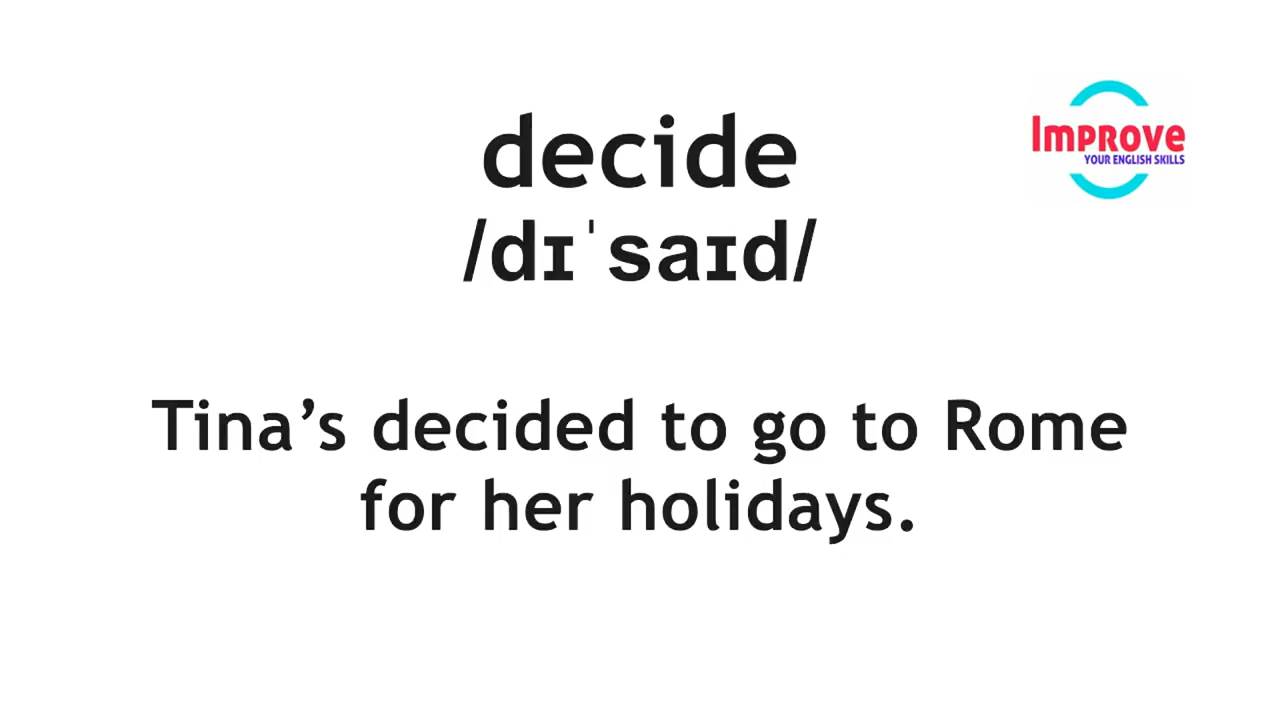 decide
/dɪˈsaɪd/
Improve
YOUR ENGLISH SKILLS
Tina’s decided to go to Rome
for her holidays.